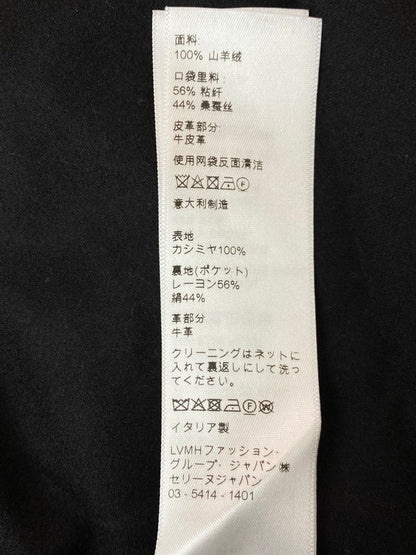 面料:
100% 山羊绒
口袋里料:
56% 粘纤
44% 桑蚕丝
皮革部分:
牛皮革
使用网袋反面清洁
意大利制造
表地
カシミヤ100%
裏地(ポケット)
レーヨン56%
絹44%
革部分
牛革
クリーニングはネットに
入れて裏返しにして洗っ
てください。
イタリア製
LVMHファッション・
グループ・ジャパン㈱
セリーヌジャパン
03 - 5414 - 1401